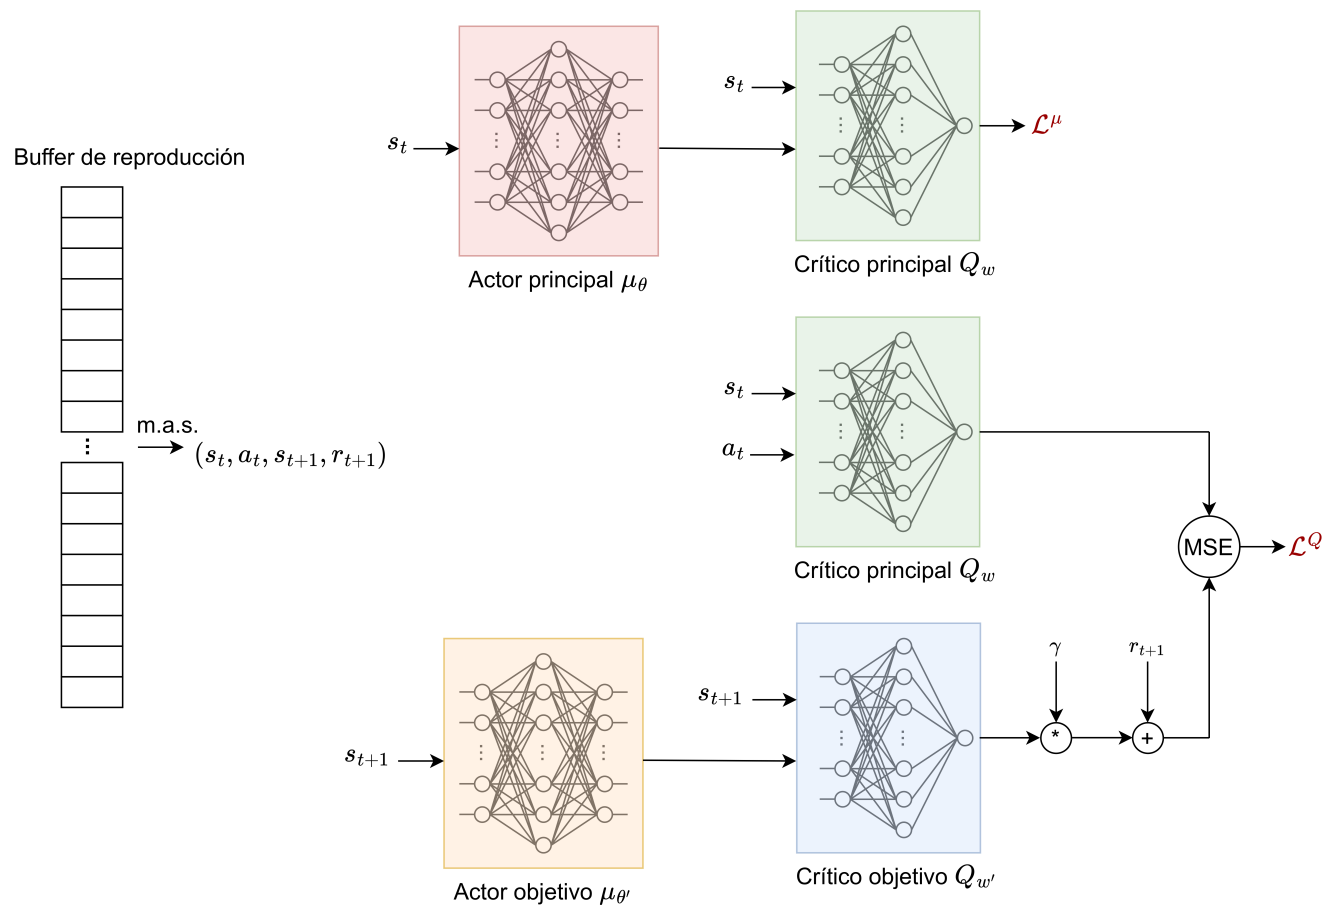 Buffer de reproducción
m.a.s.
(s_t, a_t, s_{t+1}, r_{t+1})
s_t
Actor principal μ_θ
s_t
Crítico principal Q_w
ℒ^μ
s_t
a_t
Crítico principal Q_w
MSE
ℒ^Q
s_{t+1}
Actor objetivo μ_{θ'}
s_{t+1}
Crítico objetivo Q_{w'}
γ
*
r_{t+1}
+